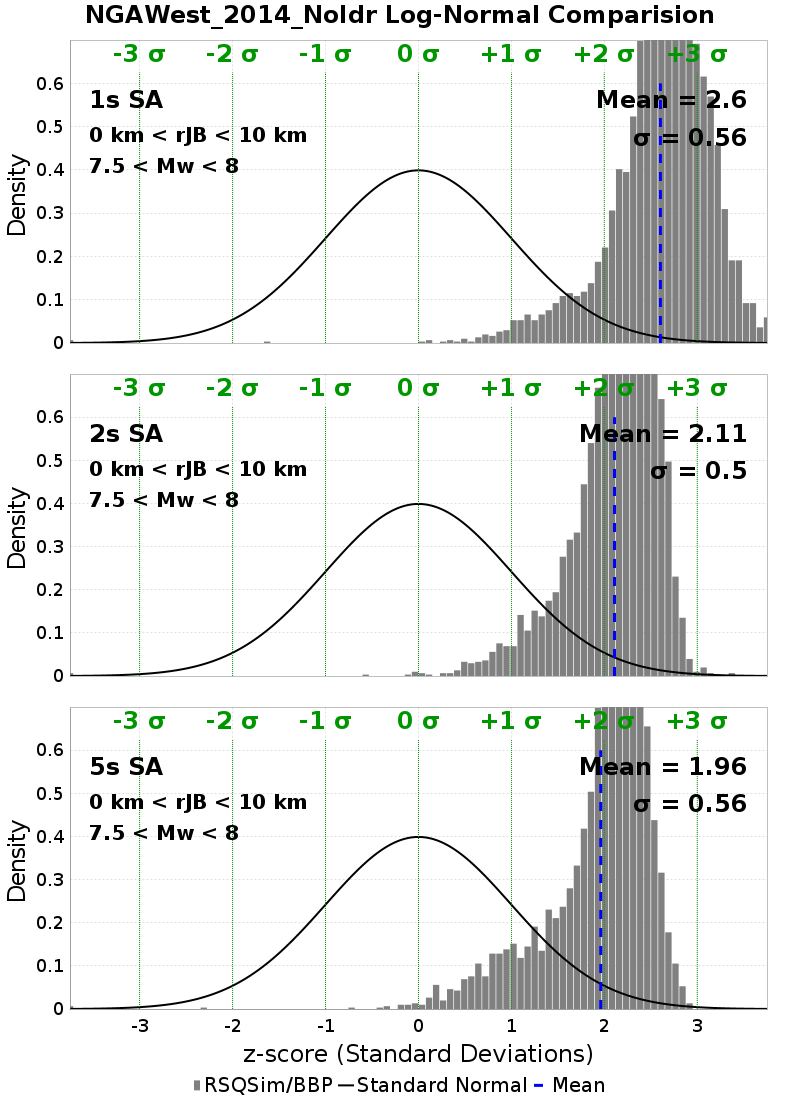 NGAWest_2014_NoIdr Log-Normal Comparision
-3 σ -2 σ -1 σ 0 σ +1 σ +2 σ +3 σ
1s SA
Mean = 2.6
0 km < rJB < 10 km
σ = 0.56
7.5 < Mw < 8
0.6
0.5
0.4
0.3
0.2
0.1
0
Density
-3 σ -2 σ -1 σ 0 σ +1 σ +2 σ +3 σ
2s SA
Mean = 2.11
0 km < rJB < 10 km
σ = 0.5
7.5 < Mw < 8
0.6
0.5
0.4
0.3
0.2
0.1
0
Density
-3 σ -2 σ -1 σ 0 σ +1 σ +2 σ +3 σ
5s SA
Mean = 1.96
0 km < rJB < 10 km
σ = 0.56
7.5 < Mw < 8
0.6
0.5
0.4
0.3
0.2
0.1
0
Density
-3 -2 -1 0 1 2 3
z-score (Standard Deviations)
RSQSim/BBP Standard Normal Mean